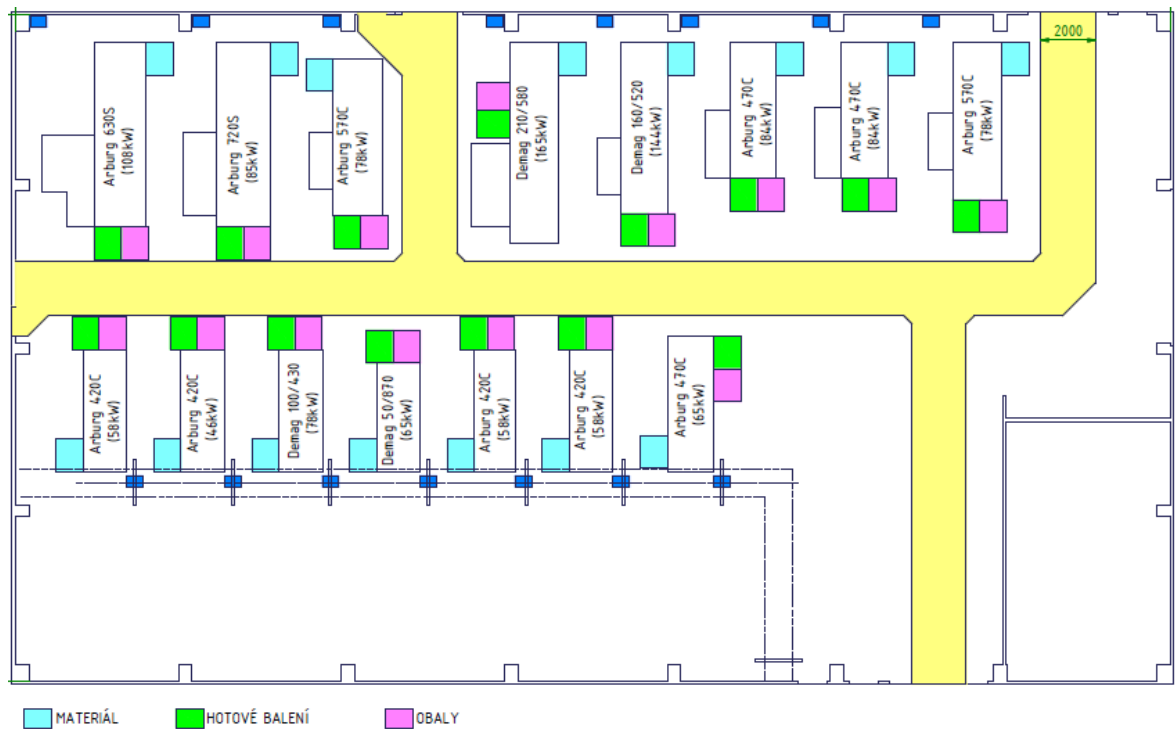 2000
Arburg 630S
(108kW)
Arburg 720S
(85kW)
Arburg 570C
(78kW)
Demag 210/580
(165kW)
Demag 160/520
(144kW)
Arburg 470C
(84kW)
Arburg 470C
(84kW)
Arburg 570C
(78kW)
Arburg 420C
(58kW)
Arburg 420C
(46kW)
Demag 100/430
(78kW)
Demag 50/870
(65kW)
Arburg 420C
(58kW)
Arburg 420C
(58kW)
Arburg 470C
(65kW)
MATERIÁL
HOTOVÉ BALENÍ
OBALY